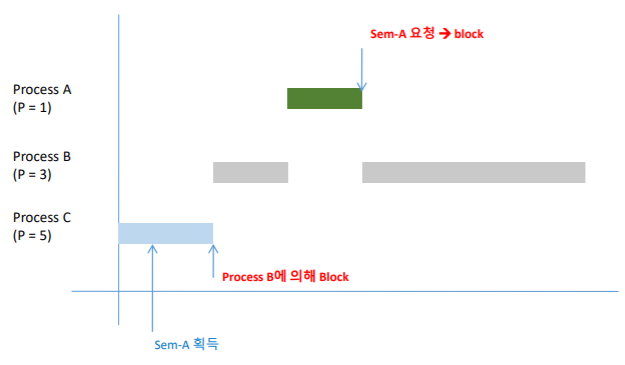 Sem-A 요청 → block
Process A
(P = 1)
Process B
(P = 3)
Process C
(P = 5)
Process B에 의해 Block
Sem-A 획득